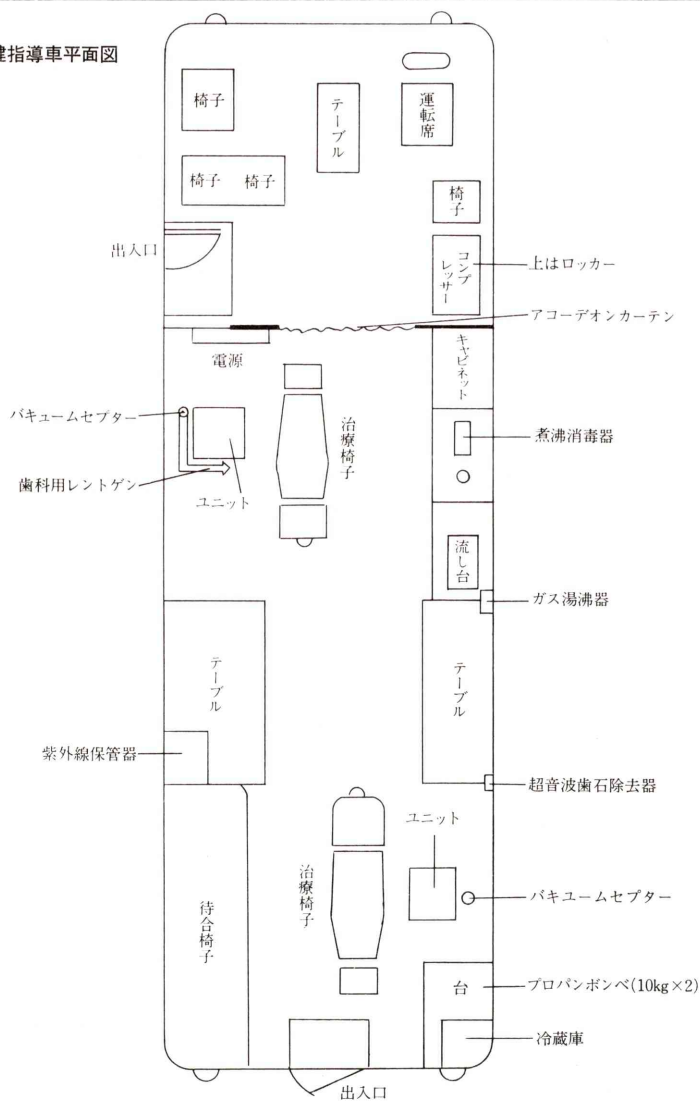 健指導車平面図
椅子
テーブル
運転席
椅子 椅子
椅子
出入口
コンプレッサー
上はロッカー
アコーデオンカーテン
電源
キャビネット
バキュームセプター
治療椅子
煮沸消毒器
歯科用レントゲン
ユニット
流し台
ガス湯沸器
テーブル
テーブル
紫外線保管器
超音波歯石除去器
ユニット
治療椅子
待合椅子
バキユームセプター
台
プロパンボンベ(10kg×2)
冷蔵庫
出入口